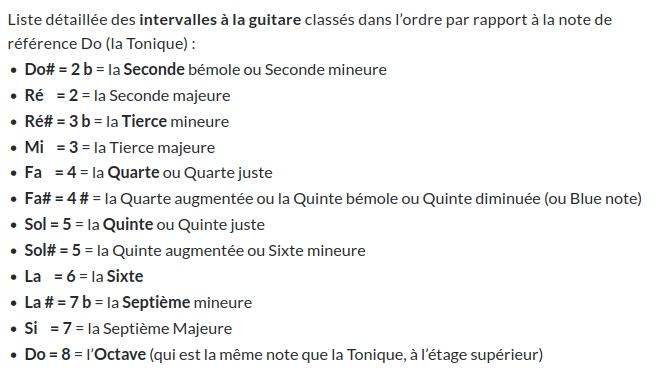 Liste détaillée des intervalles à la guitare classés dans l'ordre par rapport à la note de
référence Do (la Tonique) :
• Do# = 2 b = la Seconde bémole ou Seconde mineure
• Ré = 2 = la Seconde majeure
• Ré# = 3 b = la Tierce mineure
• Mi = 3 = la Tierce majeure
• Fa = 4 = la Quarte ou Quarte juste
• Fa# = 4 # = la Quarte augmentée ou la Quinte bémole ou Quinte diminuée (ou Blue note)
• Sol = 5 = la Quinte ou Quinte juste
• Sol# = 5 = la Quinte augmentée ou Sixte mineure
• La = 6 = la Sixte
• La # = 7 b = la Septième mineure
• Si = 7 = la Septième Majeure
• Do = 8 = l'Octave (qui est la même note que la Tonique, à l'étage supérieur)